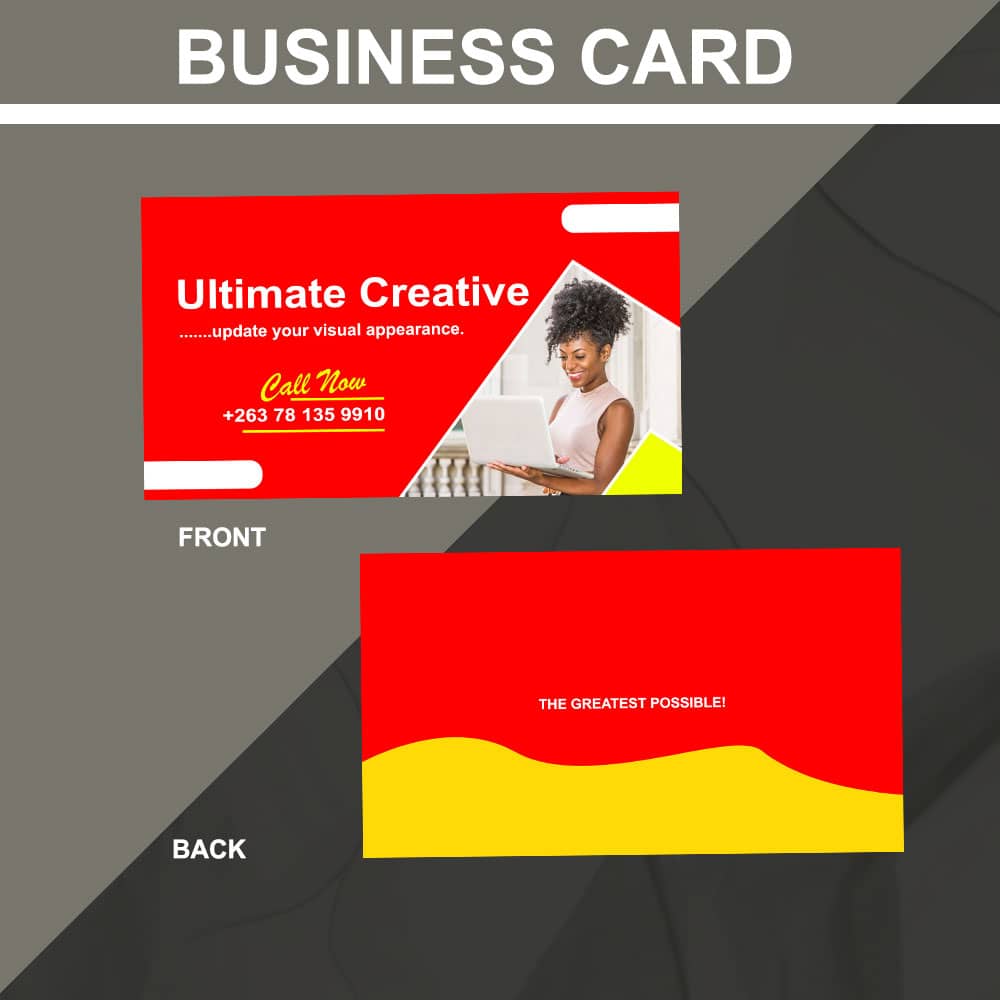 BUSINESS CARD
Ultimate Creative
.......update your visual appearance.
Call Now
+263 78 135 9910
FRONT
THE GREATEST POSSIBLE!
BACK